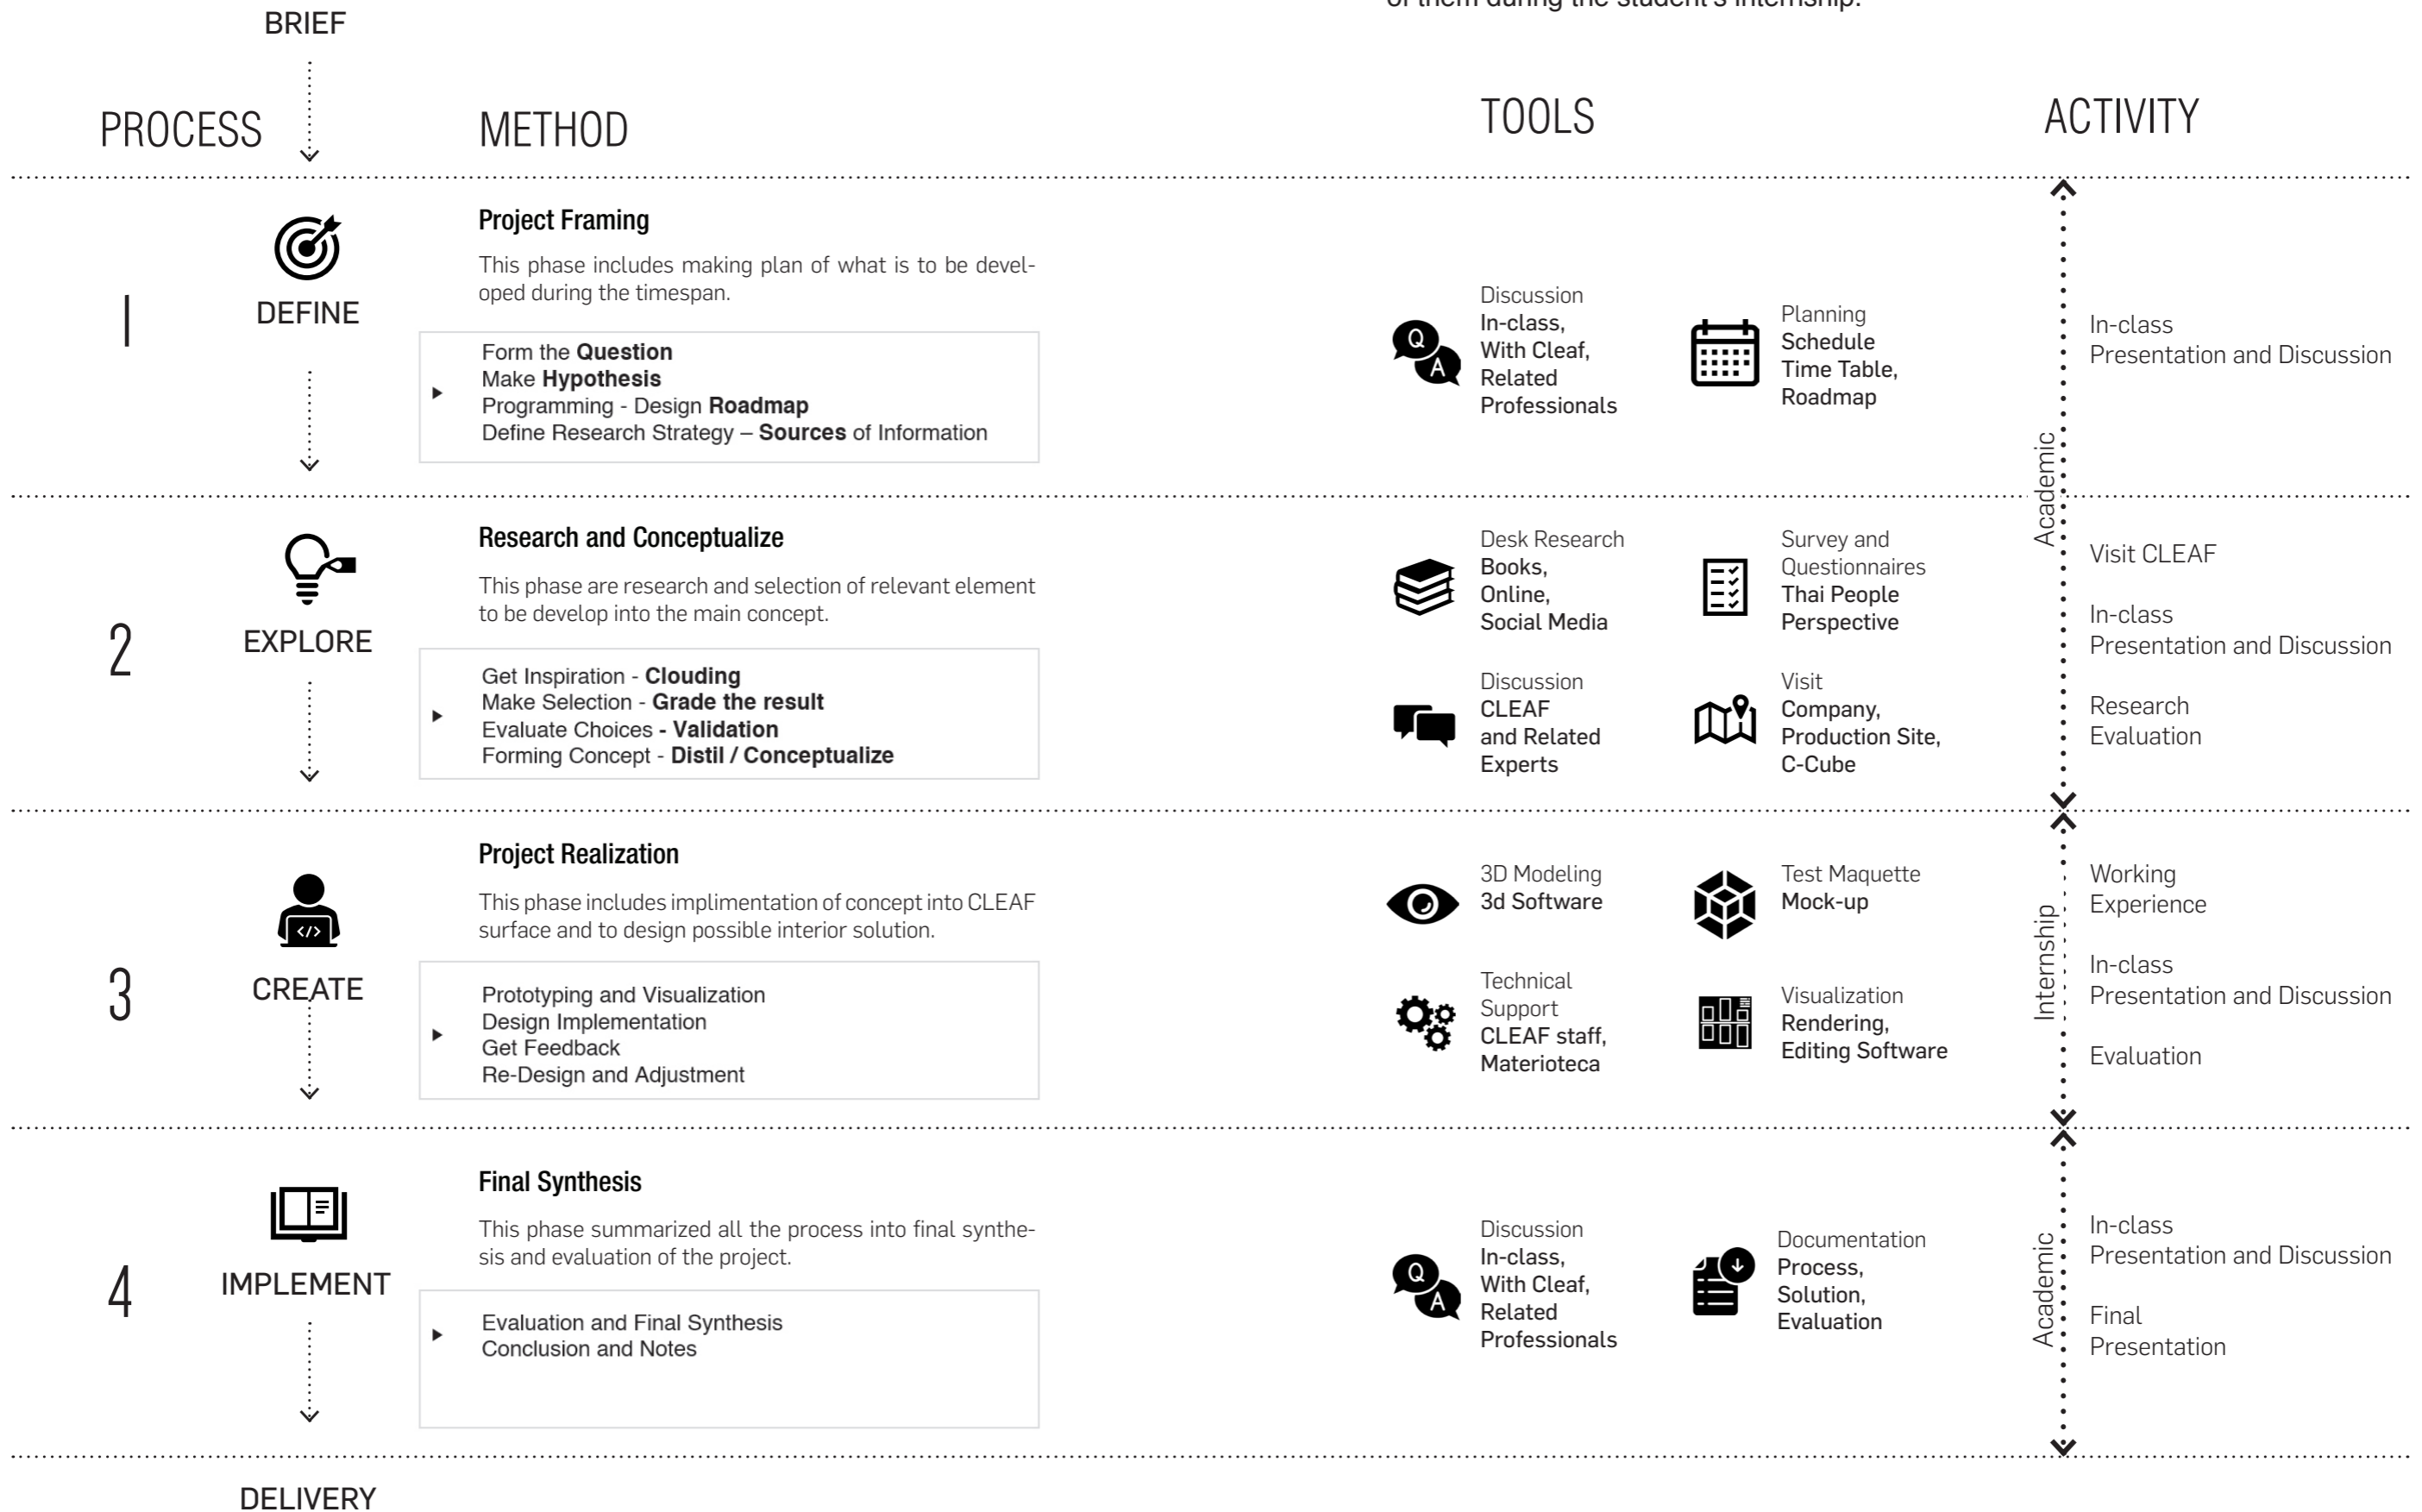 of them during the student's internship.
BRIEF
PROCESS
METHOD
TOOLS
ACTIVITY
1
DEFINE
Project Framing
This phase includes making plan of what is to be devel-
oped during the timespan.
Form the Question
Make Hypothesis
Programming - Design Roadmap
Define Research Strategy – Sources of Information
Discussion
In-class,
With Cleaf,
Related
Professionals
Q
A
Planning
Schedule
Time Table,
Roadmap
Academic
In-class
Presentation and Discussion
2
EXPLORE
Research and Conceptualize
This phase are research and selection of relevant element
to be develop into the main concept.
Get Inspiration - Clouding
Make Selection - Grade the result
Evaluate Choices - Validation
Forming Concept - Distil / Conceptualize
Desk Research
Books,
Online,
Social Media
Survey and
Questionnaires
Thai People
Perspective
Discussion
CLEAF
and Related
Experts
Visit
Company,
Production Site,
C-Cube
Visit CLEAF
In-class
Presentation and Discussion
Research
Evaluation
3
CREATE
</>
Project Realization
This phase includes implimentation of concept into CLEAF
surface and to design possible interior solution.
Prototyping and Visualization
Design Implementation
Get Feedback
Re-Design and Adjustment
3D Modeling
3d Software
Test Maquette
Mock-up
Technical
Support
CLEAF staff,
Materioteca
Visualization
Rendering,
Editing Software
Internship
Working
Experience
In-class
Presentation and Discussion
Evaluation
4
IMPLEMENT
Final Synthesis
This phase summarized all the process into final synthe-
sis and evaluation of the project.
Evaluation and Final Synthesis
Conclusion and Notes
Discussion
In-class,
With Cleaf,
Related
Professionals
Q
A
Documentation
Process,
Solution,
Evaluation
Academic
In-class
Presentation and Discussion
Final
Presentation
DELIVERY